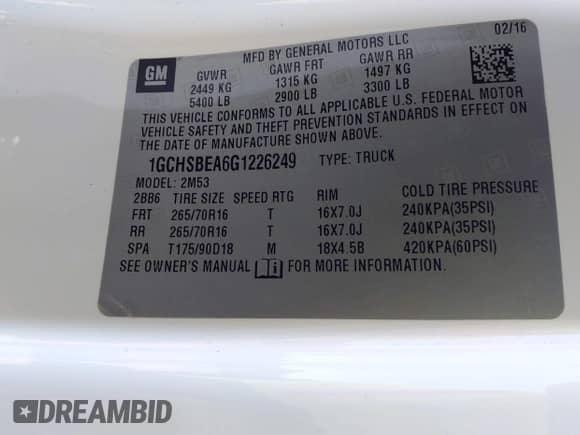 02/16
MFD BY GENERAL MOTORS LLC
GM
GVWR GAWR FRT GAWR RR
2449 KG 1315 KG 1497 KG
5400 LB 2900 LB 3300 LB
THIS VEHICLE CONFORMS TO ALL APPLICABLE U.S. FEDERAL MOTOR
VEHICLE SAFETY AND THEFT PREVENTION STANDARDS IN EFFECT ON
THE DATE OF MANUFACTURE SHOWN ABOVE.
1GCHSBEA6G1226249 TYPE: TRUCK
MODEL: 2M53
2BB6 TIRE SIZE SPEED RTG RIM COLD TIRE PRESSURE
FRT 265/70R16 T 16X7.0J 240KPA(35PSI)
RR 265/70R16 T 16X7.0J 240KPA(35PSI)
SPA T175/90D18 M 18X4.5B 420KPA(60PSI)
SEE OWNER'S MANUAL FOR MORE INFORMATION.
DREAMBID